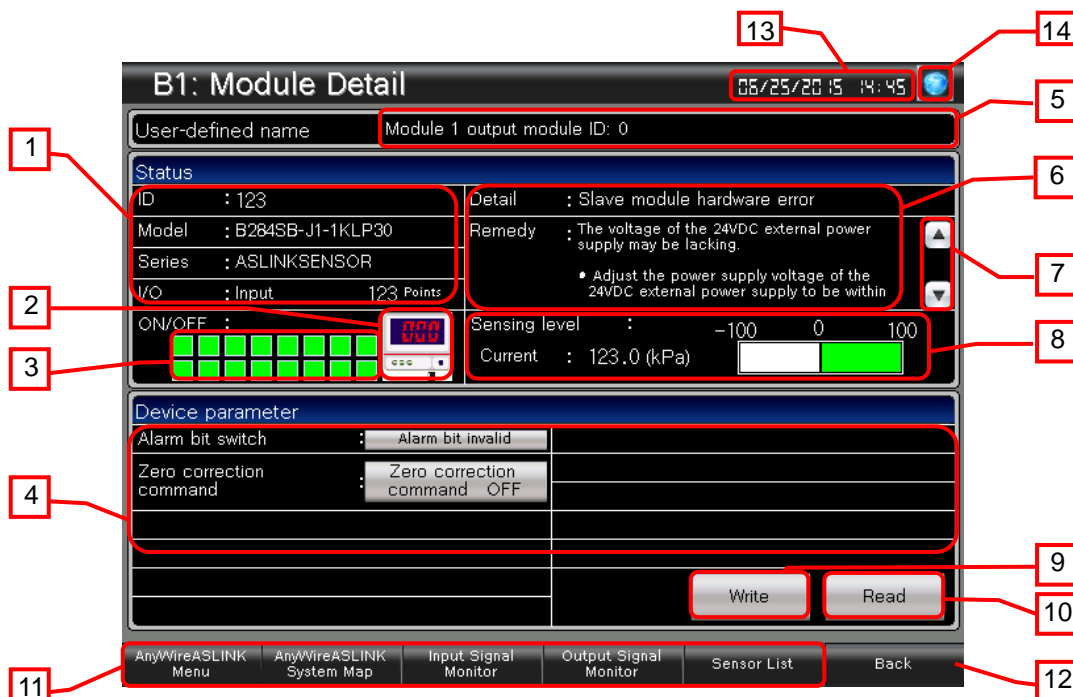 13
14
B1: Module Detail
06/25/2015 14:45
5
User-defined name Module 1 output module ID: 0
1
Status
6
ID : 123
Detail : Slave module hardware error
Model : B284SB-J1-1KLP30
Remedy : The voltage of the 24VDC external power
supply may be lacking.
Series : ASLINKSENSOR
• Adjust the power supply voltage of the
24VDC external power supply to be within
7
I/O : Input 123 Points
2
ON/OFF :
000
Sensing level : -100 0 100
8
3
Current : 123.0 (kPa)
Device parameter
Alarm bit switch : Alarm bit invalid
Zero correction
command : Zero correction
command OFF
4
9
Write
Read
10
AnyWireASLINK
Menu
AnyWireASLINK
System Map
Input Signal
Monitor
Output Signal
Monitor
Sensor List
Back
11
12